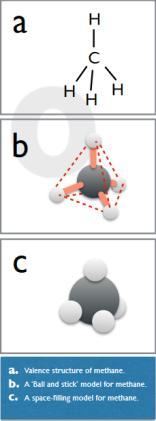 a
H
C
H
H
H
b
c
a. Valence structure of methane.
b. A 'Ball and stick' model for methane.
c. A space-filling model for methane.